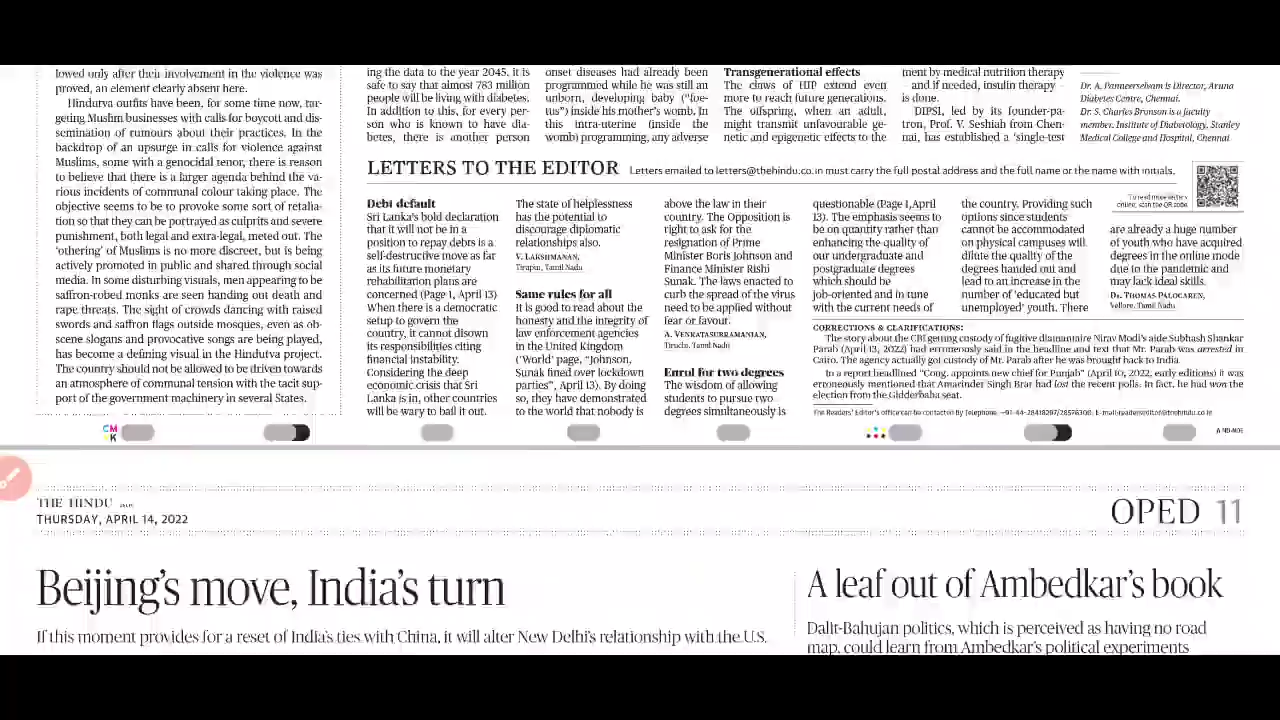 lowed only after their involvement in the violence was
proved, an element clearly absent here.
Hindutva outfits have been, for some time now, tar-
geting Muslim businesses with calls for boycott and dis-
semination of rumours about their practices. In the
backdrop of an upsurge in calls for violence against
Muslims, some with a genocidal tenor, there is reason
to believe that there is a larger agenda behind the va-
rious incidents of communal colour taking place. The
objective seems to be to provoke some sort of retalia-
tion so that they can be portrayed as culprits and severe
punishment, both legal and extra-legal, meted out. The
'othering' of Muslims is no more discreet, but is being
actively promoted in public and shared through social
media. In some disturbing visuals, men appearing to be
saffron-robed monks are seen handing out death and
rape threats. The sight of crowds dancing with raised
swords and saffron flags outside mosques, even as ob-
scene slogans and provocative songs are being played,
has become a defining visual in the Hindutva project.
The country should not be allowed to be driven towards
an atmosphere of communal tension with the tacit sup-
port of the government machinery in several States.
ing the data to the year 2045, it is
safe to say that almost 783 million
people will be living with diabetes.
In addition to this, for every per-
son who is known to have dia-
betes, there is another person
onset diseases had already been
programmed while he was still an
unborn, developing baby ("foe-
tus") inside his mother's womb. In
this intra-uterine (inside the
womb) programming, any adverse
Transgenerational effects
The claws of HIP extend even
more to reach future generations.
The offspring, when an adult,
might transmit unfavourable ge-
netic and epigenetic effects to the
ment by medical nutrition therapy
— and if needed, insulin therapy —
is done.
DIPSI, led by its founder-pa-
tron, Prof. V. Seshiah from Chen-
nai, has established a 'single-test
Dr. A. Panneerselvam is Director, Aruna
Diabetes Centre, Chennai.
Dr. S. Charles Bronson is a faculty
member, Institute of Diabetology, Stanley
Medical College and Hospital, Chennai
LETTERS TO THE EDITOR Letters emailed to letters@thehindu.co.in must carry the full postal address and the full name or the name with initials.
To read more letters
online, scan the QR code
Debt default
Sri Lanka's bold declaration
that it will not be in a
position to repay debts is a
self-destructive move as far
as its future monetary
rehabilitation plans are
concerned (Page 1, April 13)
When there is a democratic
setup to govern the
country, it cannot disown
its responsibilities citing
financial instability.
Considering the deep
economic crisis that Sri
Lanka is in, other countries
will be wary to bail it out.
The state of helplessness
has the potential to
discourage diplomatic
relationships also.
V. LAKSHMANAN,
Tirupur, Tamil Nadu
Same rules for all
It is good to read about the
honesty and the integrity of
law enforcement agencies
in the United Kingdom
('World' page, "Johnson,
Sunak fined over lockdown
parties", April 13). By doing
so, they have demonstrated
to the world that nobody is
above the law in their
country. The Opposition is
right to ask for the
resignation of Prime
Minister Boris Johnson and
Finance Minister Rishi
Sunak. The laws enacted to
curb the spread of the virus
need to be applied without
fear or favour.
A. VENKATASUBRAMANIAN,
Tiruchi, Tamil Nadu
Enrol for two degrees
The wisdom of allowing
students to pursue two
degrees simultaneously is
questionable (Page 1,April
13). The emphasis seems to
be on quantity rather than
enhancing the quality of
our undergraduate and
postgraduate degrees
which should be
job-oriented and in tune
with the current needs of
the country. Providing such
options since students
cannot be accommodated
on physical campuses will
dilute the quality of the
degrees handed out and
lead to an increase in the
number of 'educated but
unemployed' youth. There
are already a huge number
of youth who have acquired
degrees in the online mode
due to the pandemic and
may lack ideal skills.
DR. THOMAS PALOCAREN,
Vellore, Tamil Nadu
CORRECTIONS & CLARIFICATIONS:
The story about the CBI getting custody of fugitive diamantaire Nirav Modi's aide Subhash Shankar
Parab (April 13, 2022) had erroneously said in the headline and text that Mr. Parab was arrested in
Cairo. The agency actually got custody of Mr. Parab after he was brought back to India.
In a report headlined "Cong. appoints new chief for Punjab" (April 10, 2022, early editions) it was
erroneously mentioned that Amarinder Singh Brar had lost the recent polls. In fact, he had won the
election from the Gidderbaha seat.
The Readers' Editor's office can be contacted by Telephone: +91-44-28418297/28576300; E-mail:readerseditor@thehindu.co.in
CM
K
A ND-NDE
THE HINDU
THURSDAY, APRIL 14, 2022
OPED 11
Beijing's move, India's turn
If this moment provides for a reset of India's ties with China, it will alter New Delhi's relationship with the U.S.
A leaf out of Ambedkar's book
Dalit-Bahujan politics, which is perceived as having no road
map, could learn from Ambedkar's political experiments